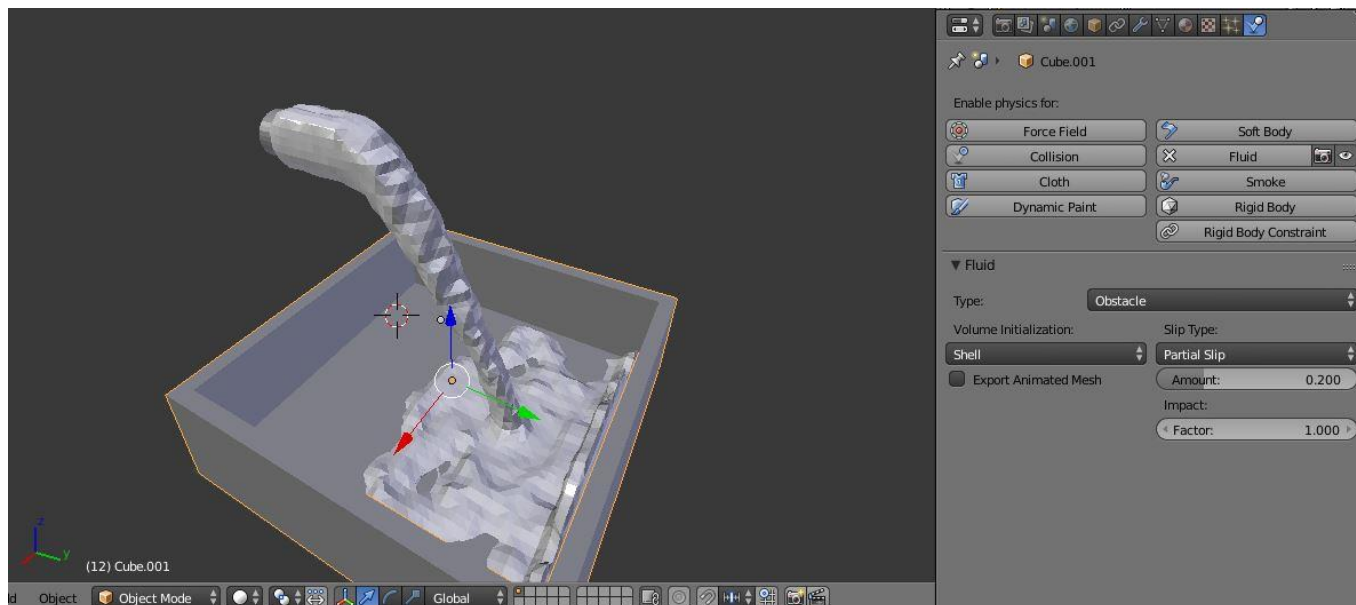 Cube.001
Enable physics for:
Force Field
Soft Body
Collision
Fluid
Cloth
Smoke
Dynamic Paint
Rigid Body
Rigid Body Constraint
Fluid
Type:
Obstacle
Volume Initialization:
Slip Type:
Shell
Partial Slip
Export Animated Mesh
Amount: 0.200
Impact:
Factor: 1.000
z
y
(12) Cube.001
Object
Object Mode
Global